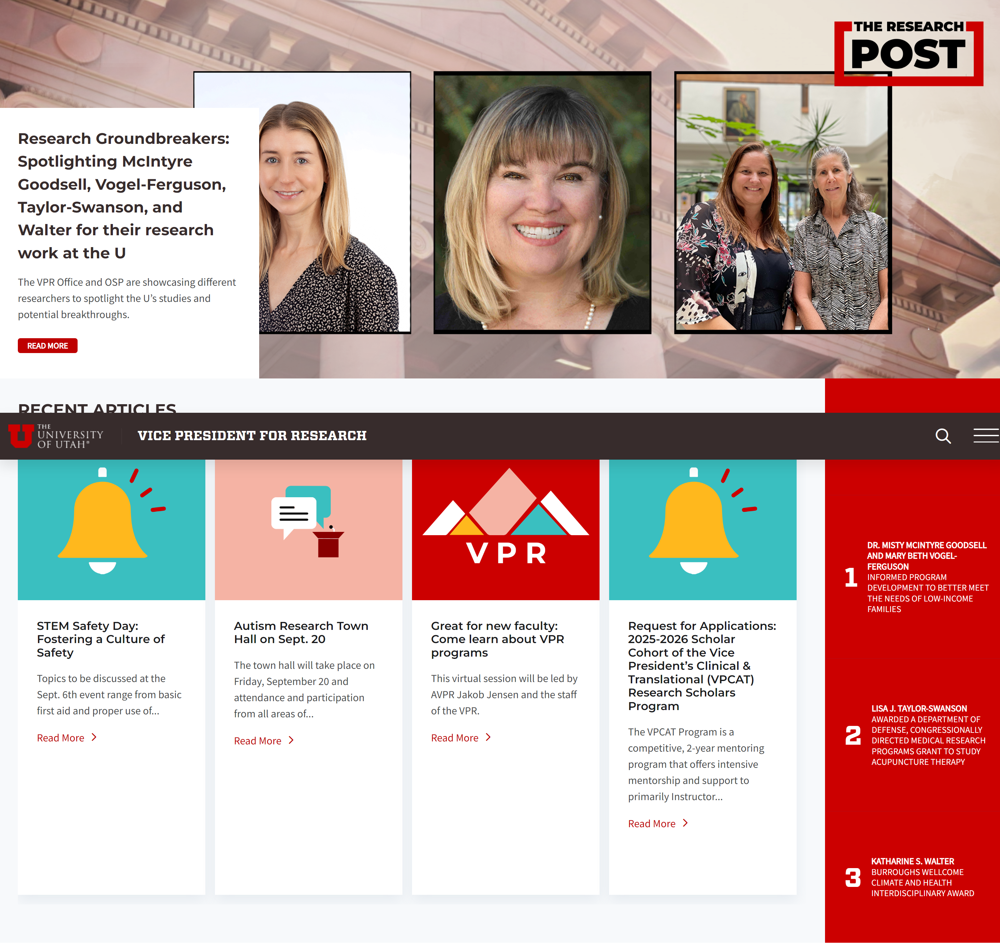 THE RESEARCH
POST
Research Groundbreakers:
Spotlighting McIntyre
Goodsell, Vogel-Ferguson,
Taylor-Swanson, and
Walter for their research
work at the U
The VPR Office and OSP are showcasing different
researchers to spotlight the U’s studies and
potential breakthroughs.
READ MORE
RECENT ARTICLES
THE
UNIVERSITY
OF UTAH®
VICE PRESIDENT FOR RESEARCH
STEM Safety Day:
Fostering a Culture of
Safety
Topics to be discussed at the
Sept. 6th event range from basic
first aid and proper use of...
Read More
Autism Research Town
Hall on Sept. 20
The town hall will take place on
Friday, September 20 and
attendance and participation
from all areas of...
Read More
VPR
Great for new faculty:
Come learn about VPR
programs
This virtual session will be led by
AVPR Jakob Jensen and the staff
of the VPR.
Read More
Request for Applications:
2025-2026 Scholar
Cohort of the Vice
President’s Clinical &
Translational (VPCAT)
Research Scholars
Program
The VPCAT Program is a
competitive, 2-year mentoring
program that offers intensive
mentorship and support to
primarily Instructor...
Read More
1
DR. MISTY MCINTYRE GOODSELL
AND MARY BETH VOGEL-
FERGUSON
INFORMED PROGRAM
DEVELOPMENT TO BETTER MEET
THE NEEDS OF LOW-INCOME
FAMILIES
2
LISA J. TAYLOR-SWANSON
AWARDED A DEPARTMENT OF
DEFENSE, CONGRESSIONALLY
DIRECTED MEDICAL RESEARCH
PROGRAMS GRANT TO STUDY
ACUPUNCTURE THERAPY
3
KATHARINE S. WALTER
BURROUGHS WELLCOME
CLIMATE AND HEALTH
INTERDISCIPLINARY AWARD